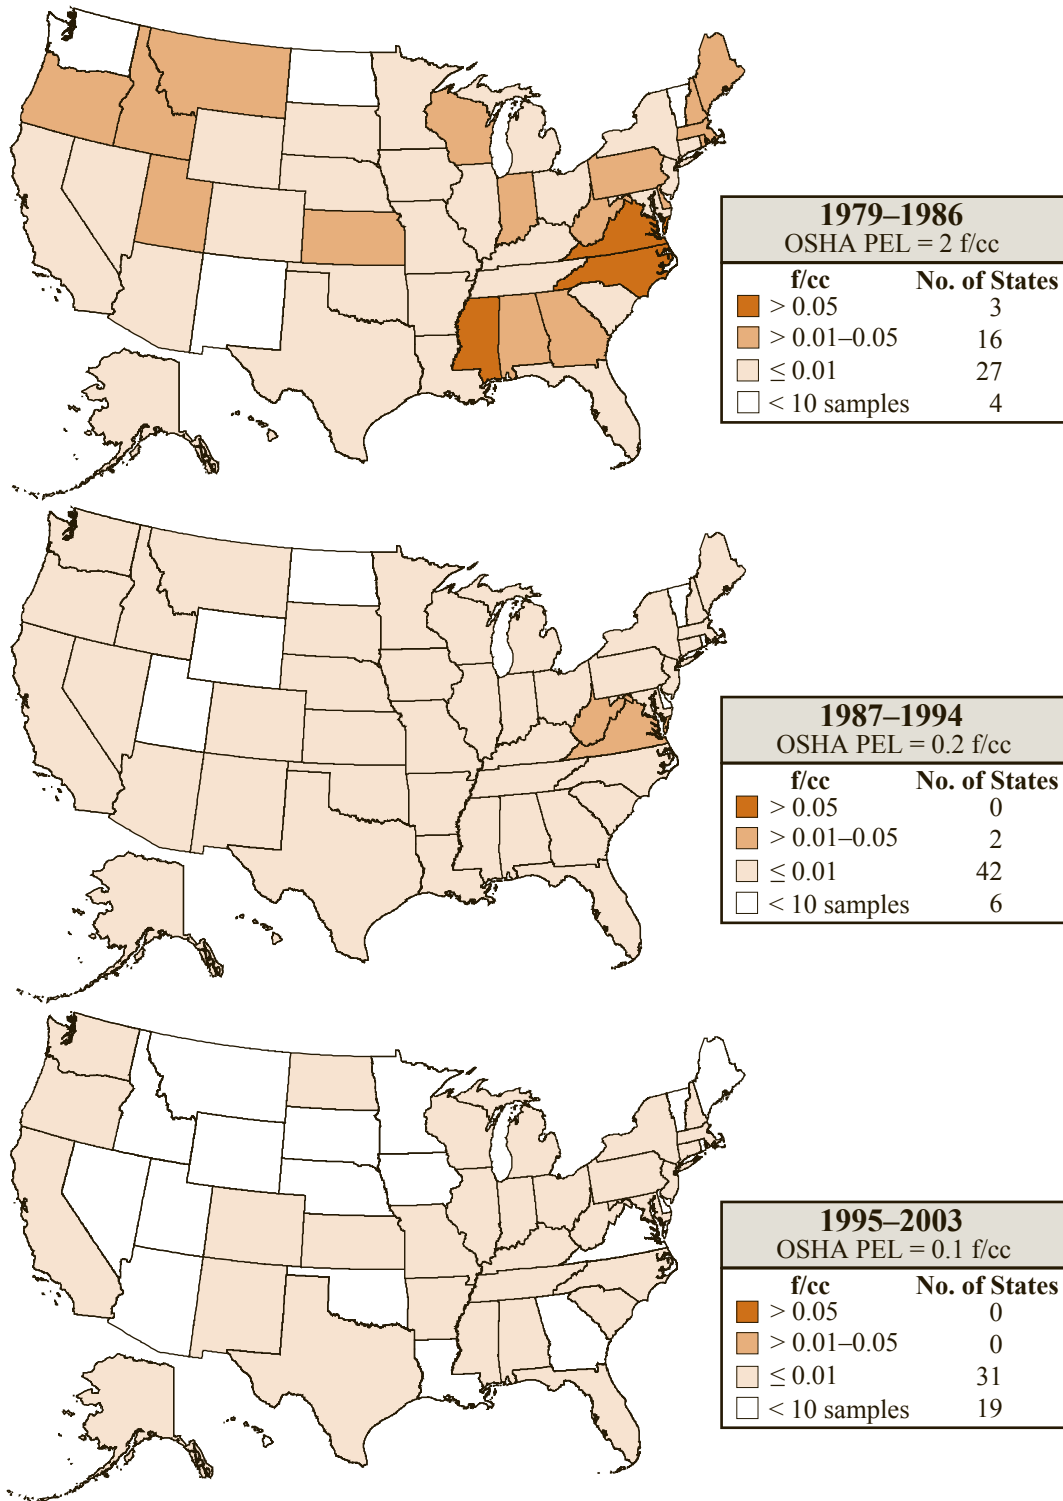 1979–1986
OSHA PEL = 2 f/cc
f/cc No. of States
> 0.05 3
> 0.01–0.05 16
≤ 0.01 27
< 10 samples 4
1987–1994
OSHA PEL = 0.2 f/cc
f/cc No. of States
> 0.05 0
> 0.01–0.05 2
≤ 0.01 42
< 10 samples 6
1995–2003
OSHA PEL = 0.1 f/cc
f/cc No. of States
> 0.05 0
> 0.01–0.05 0
≤ 0.01 31
< 10 samples 19